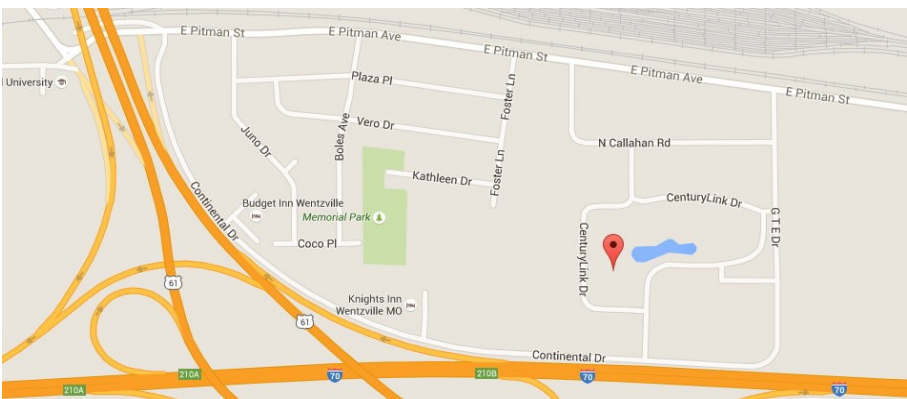 E Pitman St
E Pitman Ave
E Pitman St
E Pitman Ave
E Pitman St
University
Plaza Pl
Foster Ln
Vero Dr
Boles Ave
Juno Dr
N Callahan Rd
Foster Ln
Kathleen Dr
Continental Dr
Budget Inn Wentzville
Memorial Park
CenturyLink Dr
G T E Dr
Coco Pl
CenturyLink Dr
61
Knights Inn
Wentzville MO
61
Continental Dr
210A
210A
70
210B
70
70